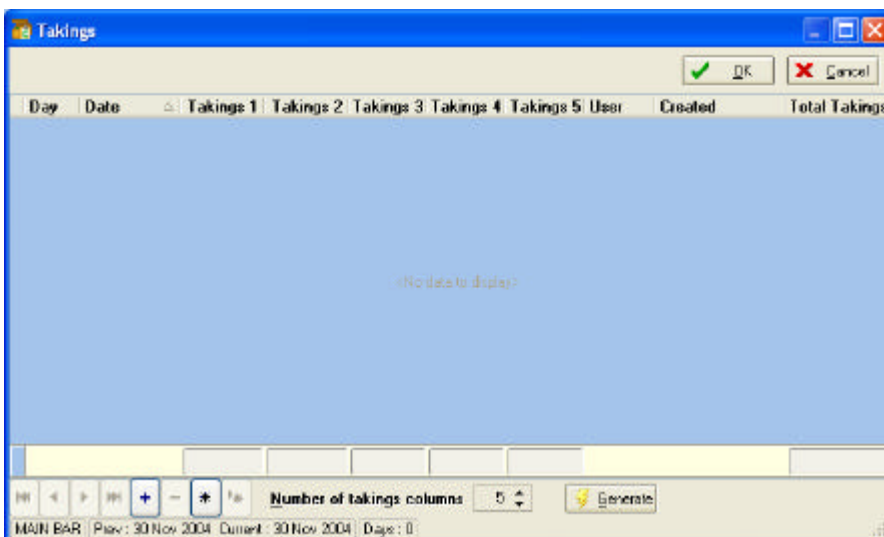 Takings
OK Cancel
Day Date Takings 1 Takings 2 Takings 3 Takings 4 Takings 5 User Created Total Takings
<No data to display>
Number of takings columns 5 Generate
MAIN BAR Prev : 30 Nov 2004 Current : 30 Nov 2004 Days : 0